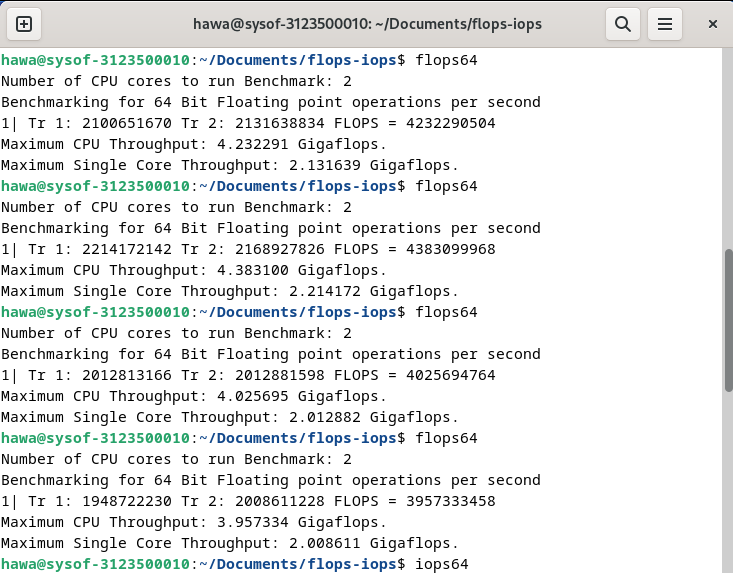 hawa@sysof-3123500010: ~/Documents/flops-iops
hawa@sysof-3123500010:~/Documents/flops-iops$ flops64
Number of CPU cores to run Benchmark: 2
Benchmarking for 64 Bit Floating point operations per second
1| Tr 1: 2100651670 Tr 2: 2131638834 FLOPS = 4232290504
Maximum CPU Throughput: 4.232291 Gigaflops.
Maximum Single Core Throughput: 2.131639 Gigaflops.
hawa@sysof-3123500010:~/Documents/flops-iops$ flops64
Number of CPU cores to run Benchmark: 2
Benchmarking for 64 Bit Floating point operations per second
1| Tr 1: 2214172142 Tr 2: 2168927826 FLOPS = 4383099968
Maximum CPU Throughput: 4.383100 Gigaflops.
Maximum Single Core Throughput: 2.214172 Gigaflops.
hawa@sysof-3123500010:~/Documents/flops-iops$ flops64
Number of CPU cores to run Benchmark: 2
Benchmarking for 64 Bit Floating point operations per second
1| Tr 1: 2012813166 Tr 2: 2012881598 FLOPS = 4025694764
Maximum CPU Throughput: 4.025695 Gigaflops.
Maximum Single Core Throughput: 2.012882 Gigaflops.
hawa@sysof-3123500010:~/Documents/flops-iops$ flops64
Number of CPU cores to run Benchmark: 2
Benchmarking for 64 Bit Floating point operations per second
1| Tr 1: 1948722230 Tr 2: 2008611228 FLOPS = 3957333458
Maximum CPU Throughput: 3.957334 Gigaflops.
Maximum Single Core Throughput: 2.008611 Gigaflops.
hawa@sysof-3123500010:~/Documents/flops-iops$ iops64